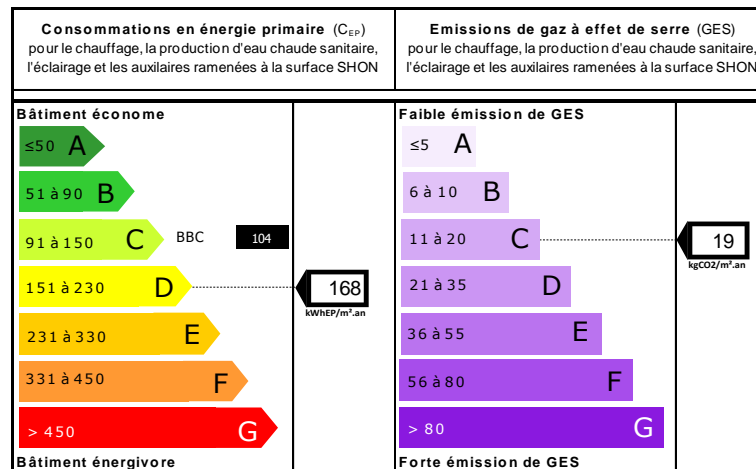 Consommations en énergie primaire (CEP)
pour le chauffage, la production d'eau chaude sanitaire,
l'éclairage et les auxilaires ramenées à la surface SHON
Emissions de gaz à effet de serre (GES)
pour le chauffage, la production d'eau chaude sanitaire,
l'éclairage et les auxilaires ramenées à la surface SHON
Bâtiment économe
≤50 A
51 à 90 B
91 à 150 C BBC 104
151 à 230 D
168
kWhEP/m².an
231 à 330 E
331 à 450 F
> 450 G
Bâtiment énergivore
Faible émission de GES
≤5 A
6 à 10 B
11 à 20 C
19
kgCO2/m².an
21 à 35 D
36 à 55 E
56 à 80 F
> 80 G
Forte émission de GES